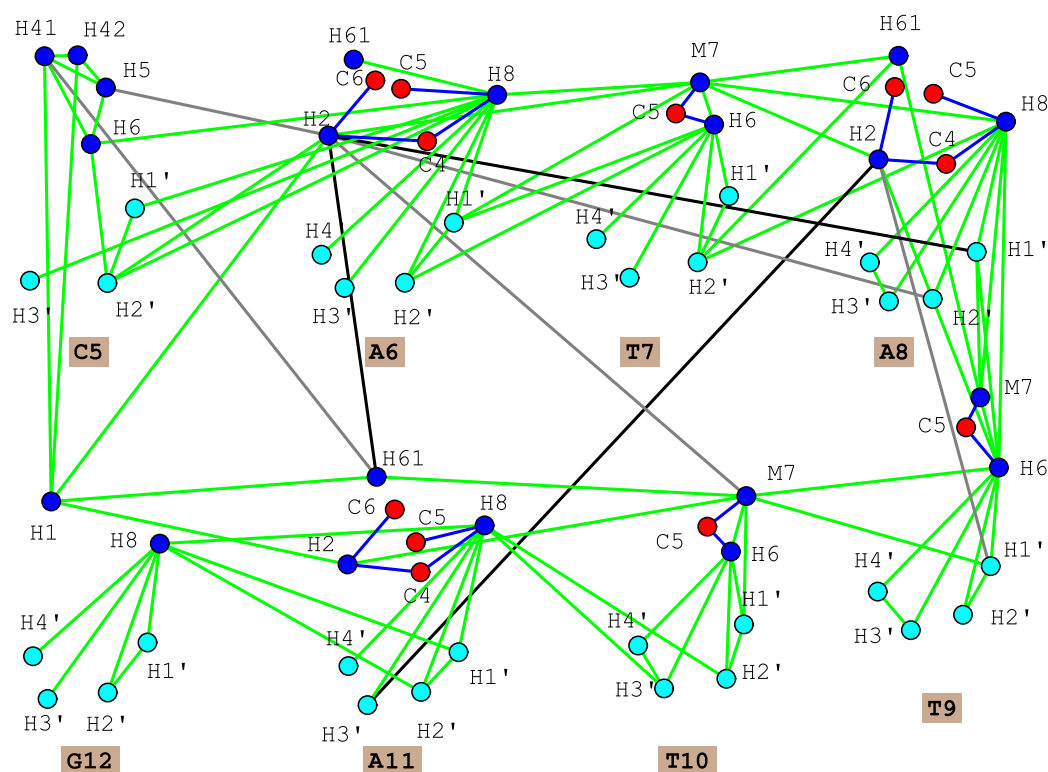 H41
H42
H5
H6
H1'
H3'
H2'
C5
H61
C6
C5
H8
H2
C4
H1'
H4
H3'
H2'
A6
M7
C5
H6
H1'
H4'
H3'
H2'
T7
H61
C6
C5
H8
H2
C4
H1'
H4'
H3'
H2'
A8
M7
C5
H6
H1'
H4'
H3'
H2'
T9
H1
H8
H4'
H1'
H3'
H2'
G12
H61
C6
C5
H8
H2
C4
H4'
H1'
H3'
H2'
A11
M7
C5
H6
H1'
H4'
H3'
H2'
T10